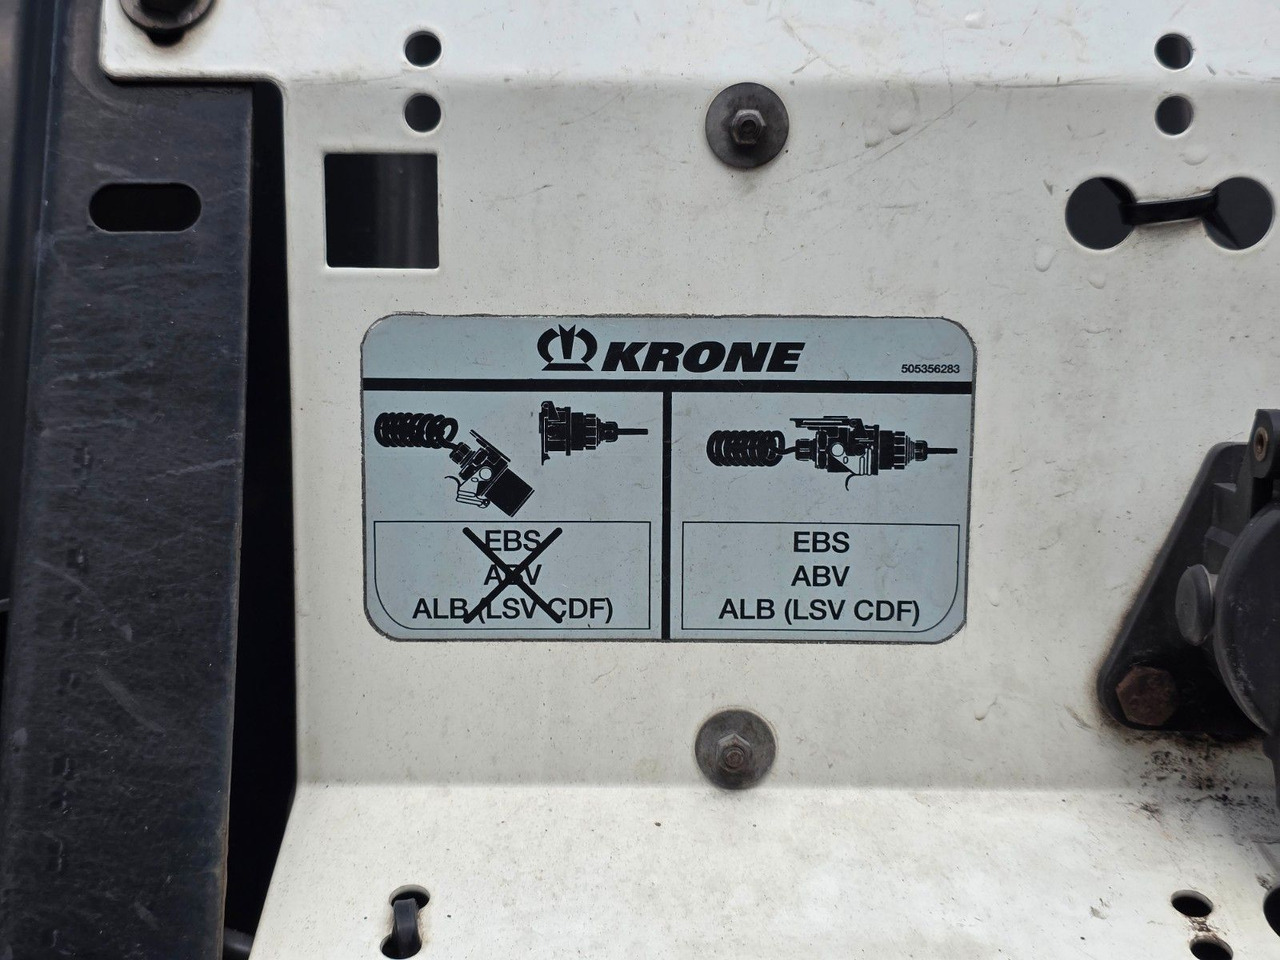 KRONE
505356283
EBS
ABV
ALB (LSV CDF)
EBS
ABV
ALB (LSV CDF)